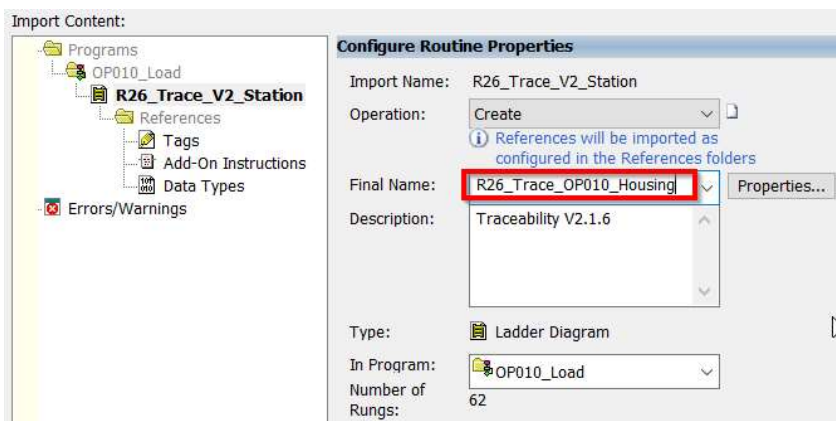 Import Content:
Programs
OP010_Load
R26_Trace_V2_Station
References
Tags
Add-On Instructions
Data Types
Errors/Warnings
Configure Routine Properties
Import Name: R26_Trace_V2_Station
Operation: Create
References will be imported as
configured in the References folders
Final Name: R26_Trace_OP010_Housing Properties...
Description: Traceability V2.1.6
Type: Ladder Diagram
In Program: OP010_Load
Number of
Rungs: 62